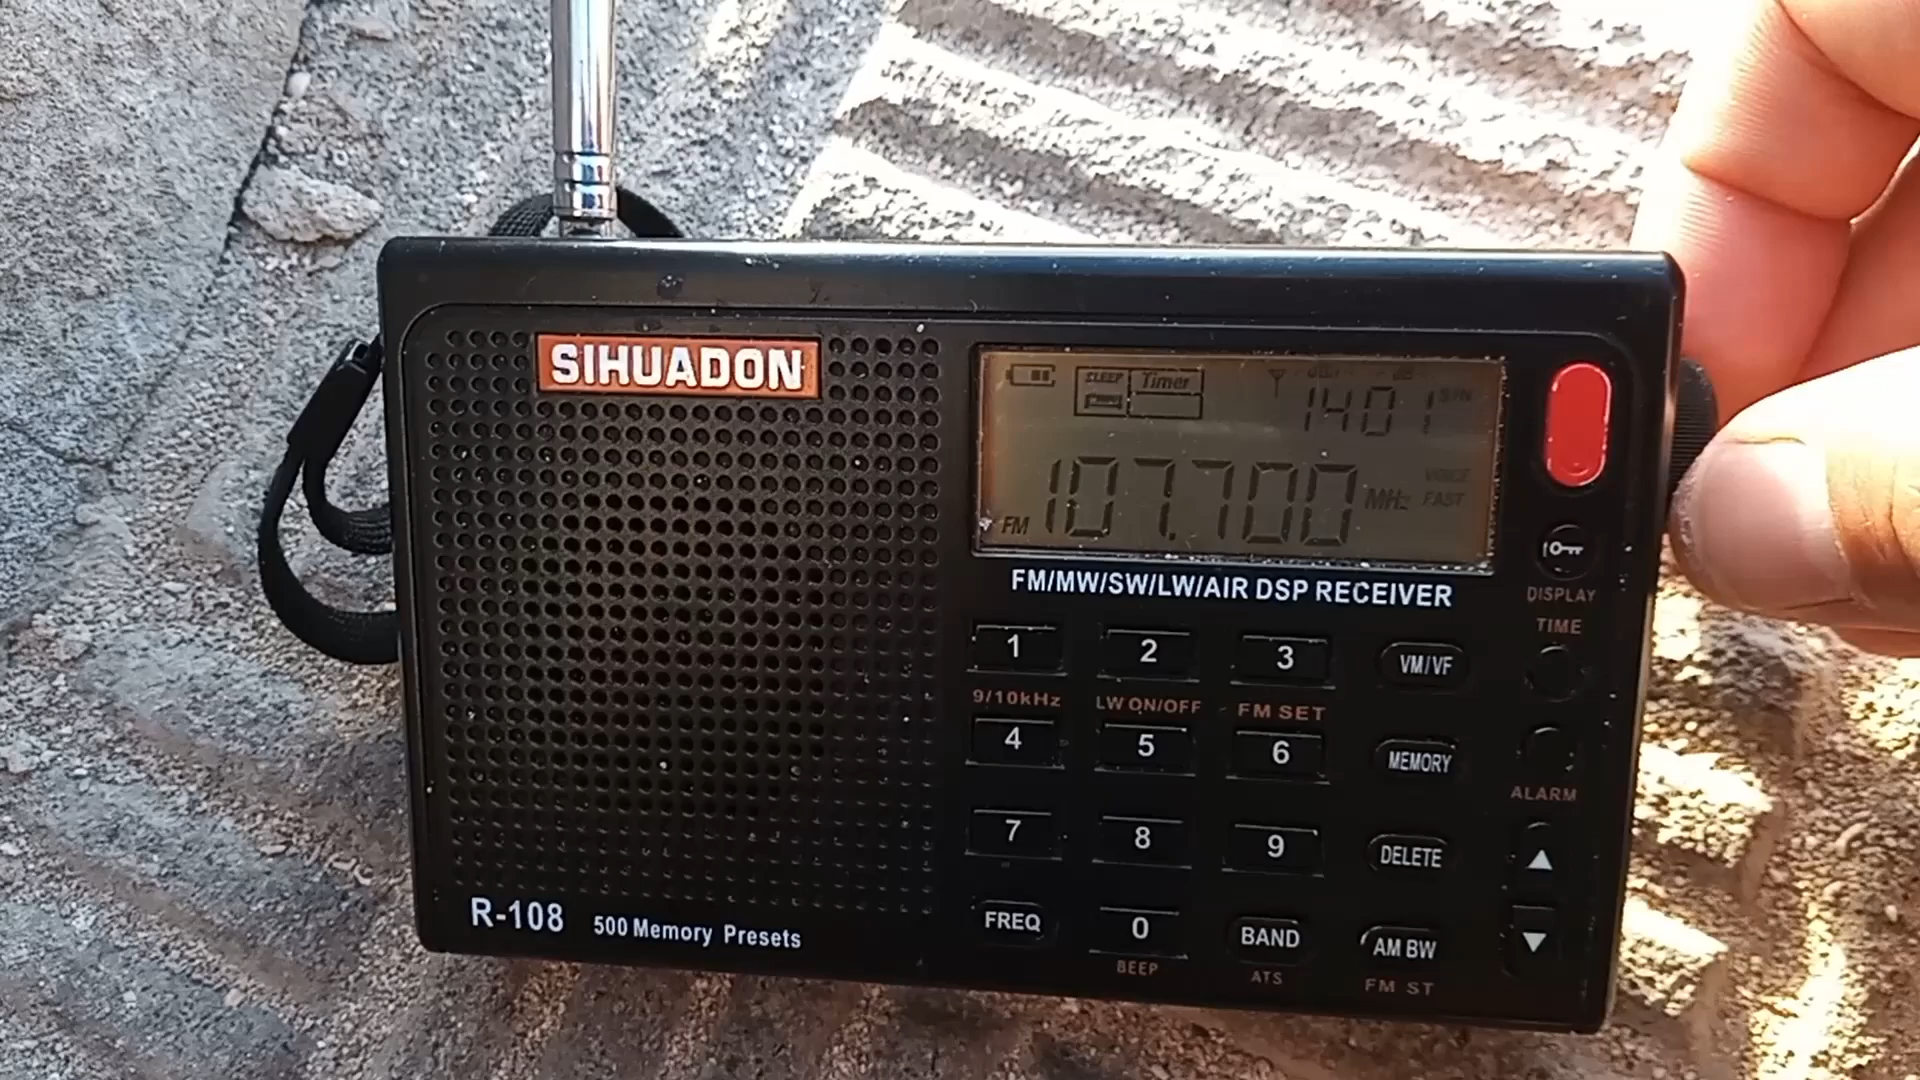 SIHUADON
SLEEP Timer
1401
FM 107.700 MHz FAST
FM/MW/SW/LW/AIR DSP RECEIVER
1 2 3 VM/VF
DISPLAY
TIME
9/10kHz LW ON/OFF FM SET
4 5 6 MEMORY
ALARM
7 8 9 DELETE
FREQ 0 BAND AM BW
BEEP ATS FM ST
R-108 500 Memory Presets